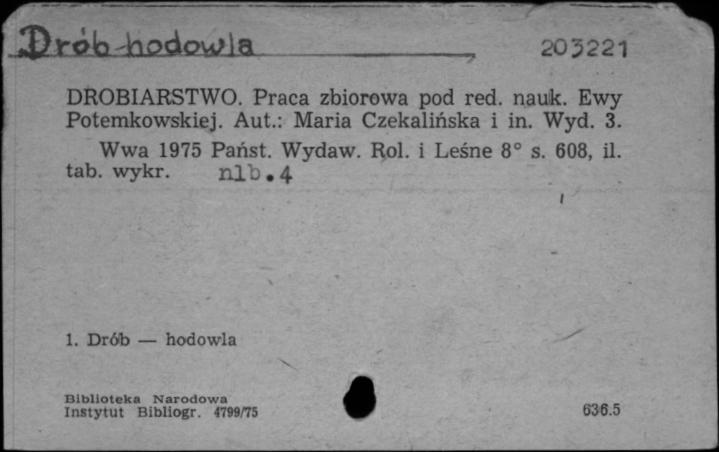 Drób-hodowla 203221
DROBIARSTWO. Praca zbiorowa pod red. nauk. Ewy
Potemkowskiej. Aut.: Maria Czekalińska i in. Wyd. 3.
Wwa 1975 Państ. Wydaw. Rol. i Leśne 8° s. 608, il.
tab. wykr. nlb.4
1. Drób — hodowla
Biblioteka Narodowa
Instytut Bibliogr. 4799/75 636.5